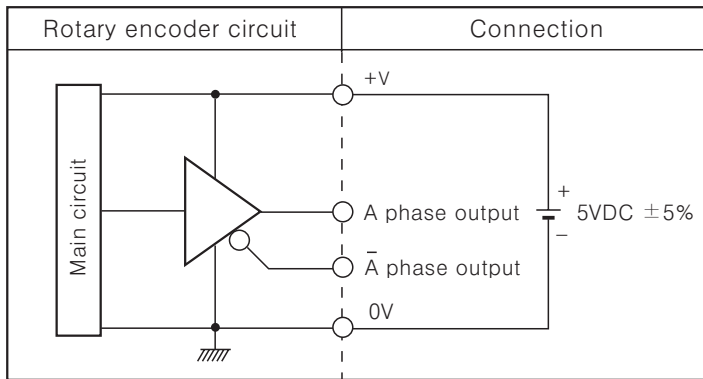 Rotary encoder circuit
Connection
+V
Main circuit
A phase output
+
5VDC ±5%
−
Ā phase output
0V